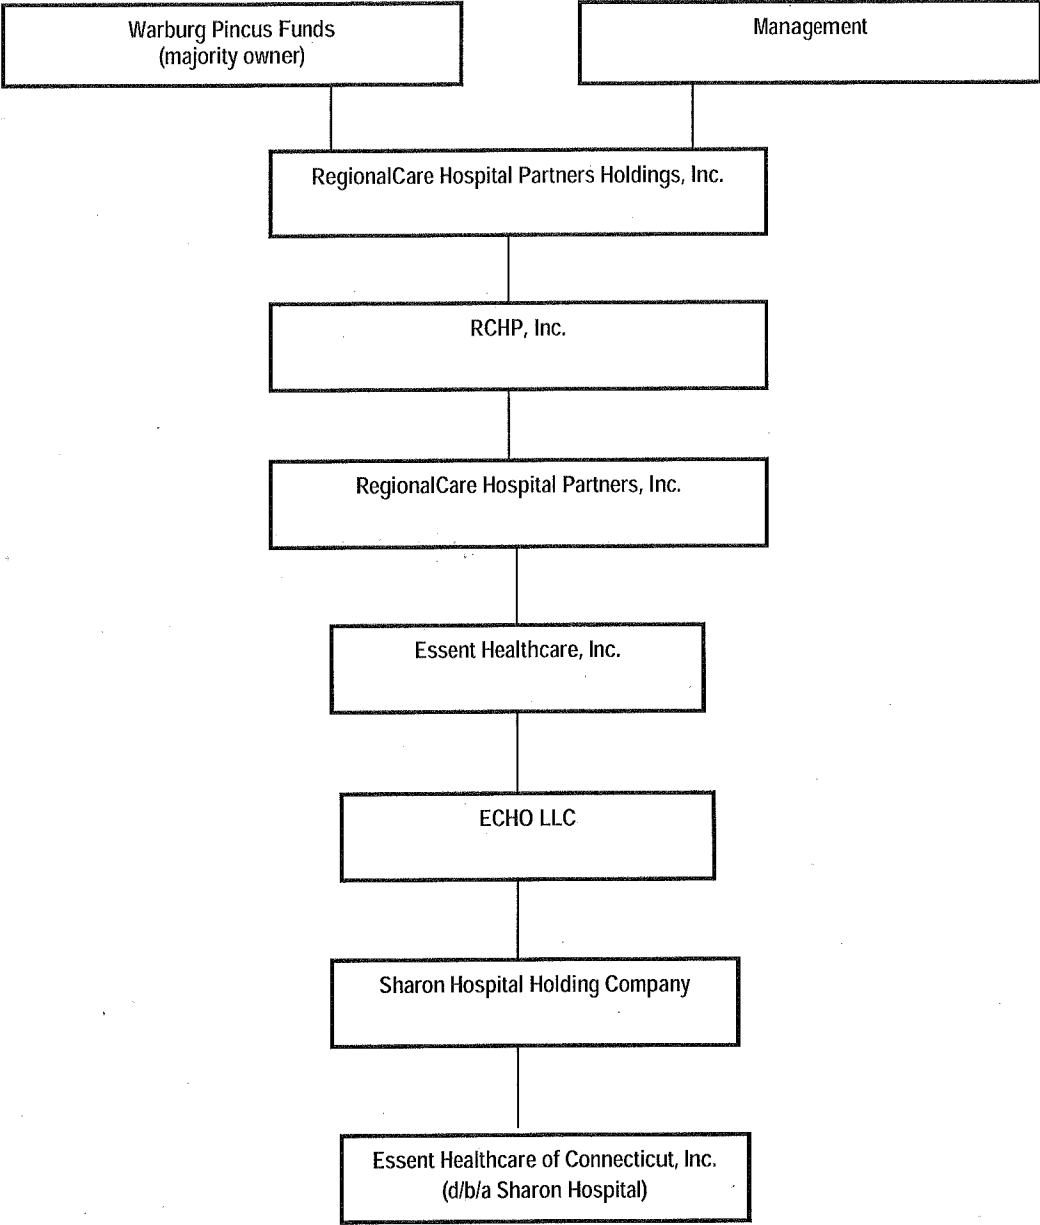 Warburg Pincus Funds
(majority owner)
Management
RegionalCare Hospital Partners Holdings, Inc.
RCHP, Inc.
RegionalCare Hospital Partners, Inc.
Essent Healthcare, Inc.
ECHO LLC
Sharon Hospital Holding Company
Essent Healthcare of Connecticut, Inc.
(d/b/a Sharon Hospital)